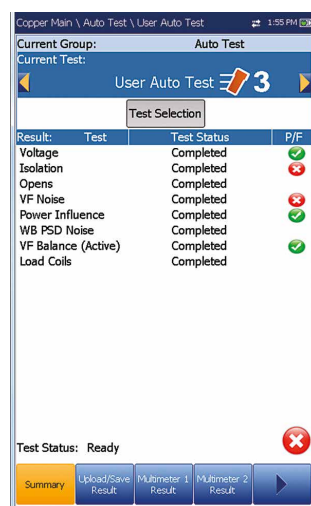 Copper Main \ Auto Test \ User Auto Test 1:55 PM
Current Group: Auto Test
Current Test:
User Auto Test 3
Test Selection
Result: Test Test Status P/F
Voltage Completed
Isolation Completed
Opens Completed
VF Noise Completed
Power Influence Completed
WB PSD Noise Completed
VF Balance (Active) Completed
Load Coils Completed
Test Status: Ready
Summary
Upload/Save
Result
Multimeter 1
Result
Multimeter 2
Result